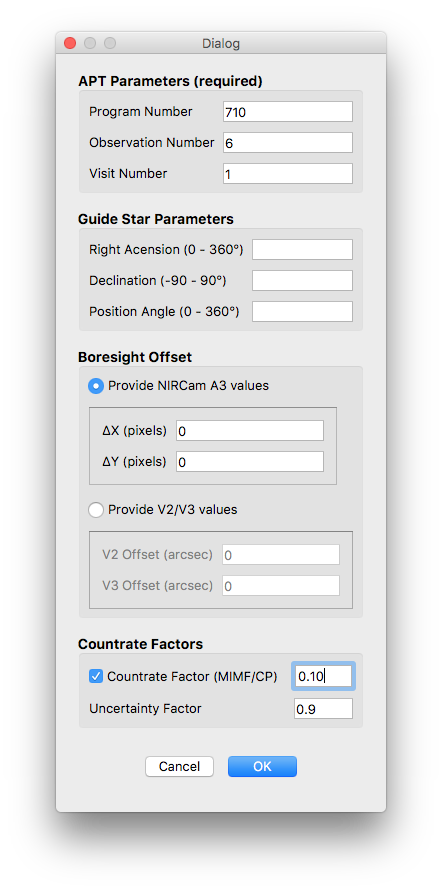 Dialog
APT Parameters (required)
Program Number 710
Observation Number 6
Visit Number 1
Guide Star Parameters
Right Acension (0 - 360°)
Declination (-90 - 90°)
Position Angle (0 - 360°)
Boresight Offset
Provide NIRCam A3 values
ΔX (pixels) 0
ΔY (pixels) 0
Provide V2/V3 values
V2 Offset (arcsec) 0
V3 Offset (arcsec) 0
Countrate Factors
Countrate Factor (MIMF/CP) 0.10
Uncertainty Factor 0.9
Cancel OK